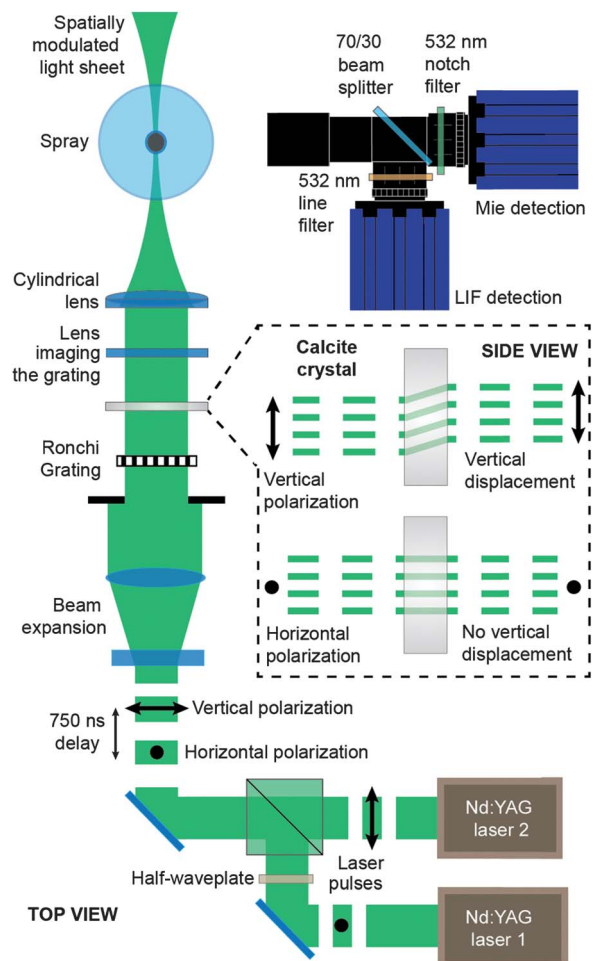 Spatially
modulated
light sheet
Spray
70/30
beam
splitter
532 nm
notch
filter
532 nm
line
filter
Mie detection
LIF detection
Cylindrical
lens
Lens
imaging
the grating
Ronchi
Grating
Calcite
crystal
SIDE VIEW
Vertical
polarization
Vertical
displacement
Horizontal
polarization
No vertical
displacement
Beam
expansion
750 ns
delay
Vertical polarization
Horizontal polarization
Nd:YAG
laser 2
Half-waveplate
Laser
pulses
TOP VIEW
Nd:YAG
laser 1